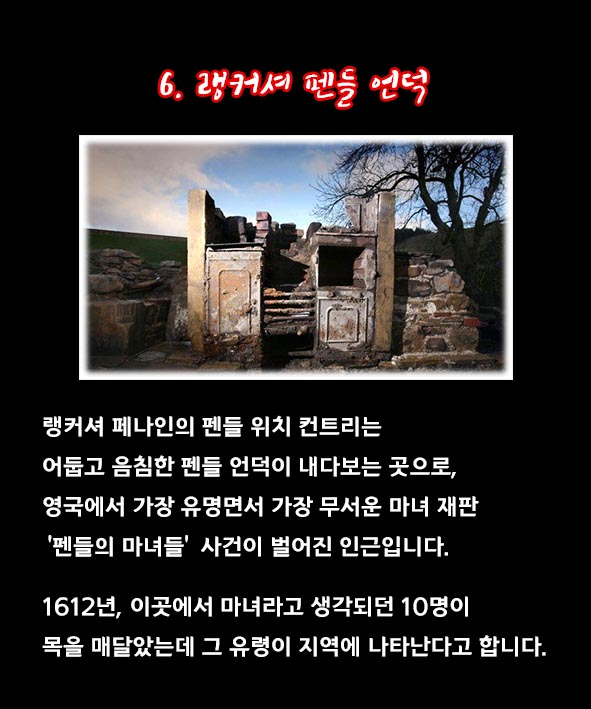 6. 랭커셔 펜들 언덕
랭커셔 페나인의 펜들 위치 컨트리는
어둡고 음침한 펜들 언덕이 내다보는 곳으로,
영국에서 가장 유명면서 가장 무서운 마녀 재판
'펜들의 마녀들' 사건이 벌어진 인근입니다.
1612년, 이곳에서 마녀라고 생각되던 10명이
목을 매달았는데 그 유령이 지역에 나타난다고 합니다.